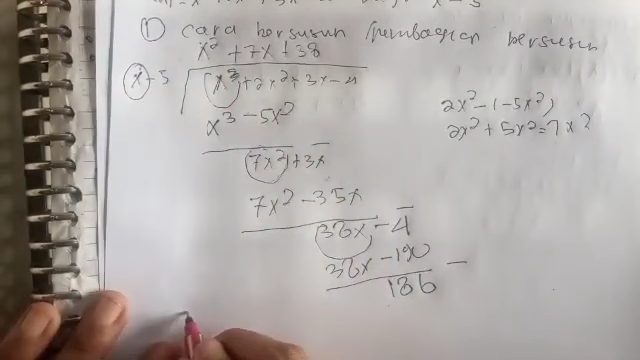 ① cara bersusun / pembagian bersusun
x² + 7x + 38
x - 5 x³ + 2x² + 3x - 4
x³ - 5x²
2x² - (-5x²)
2x² + 5x² = 7x²
7x² + 3x
7x² - 35x
38x - 4
38x - 190
186